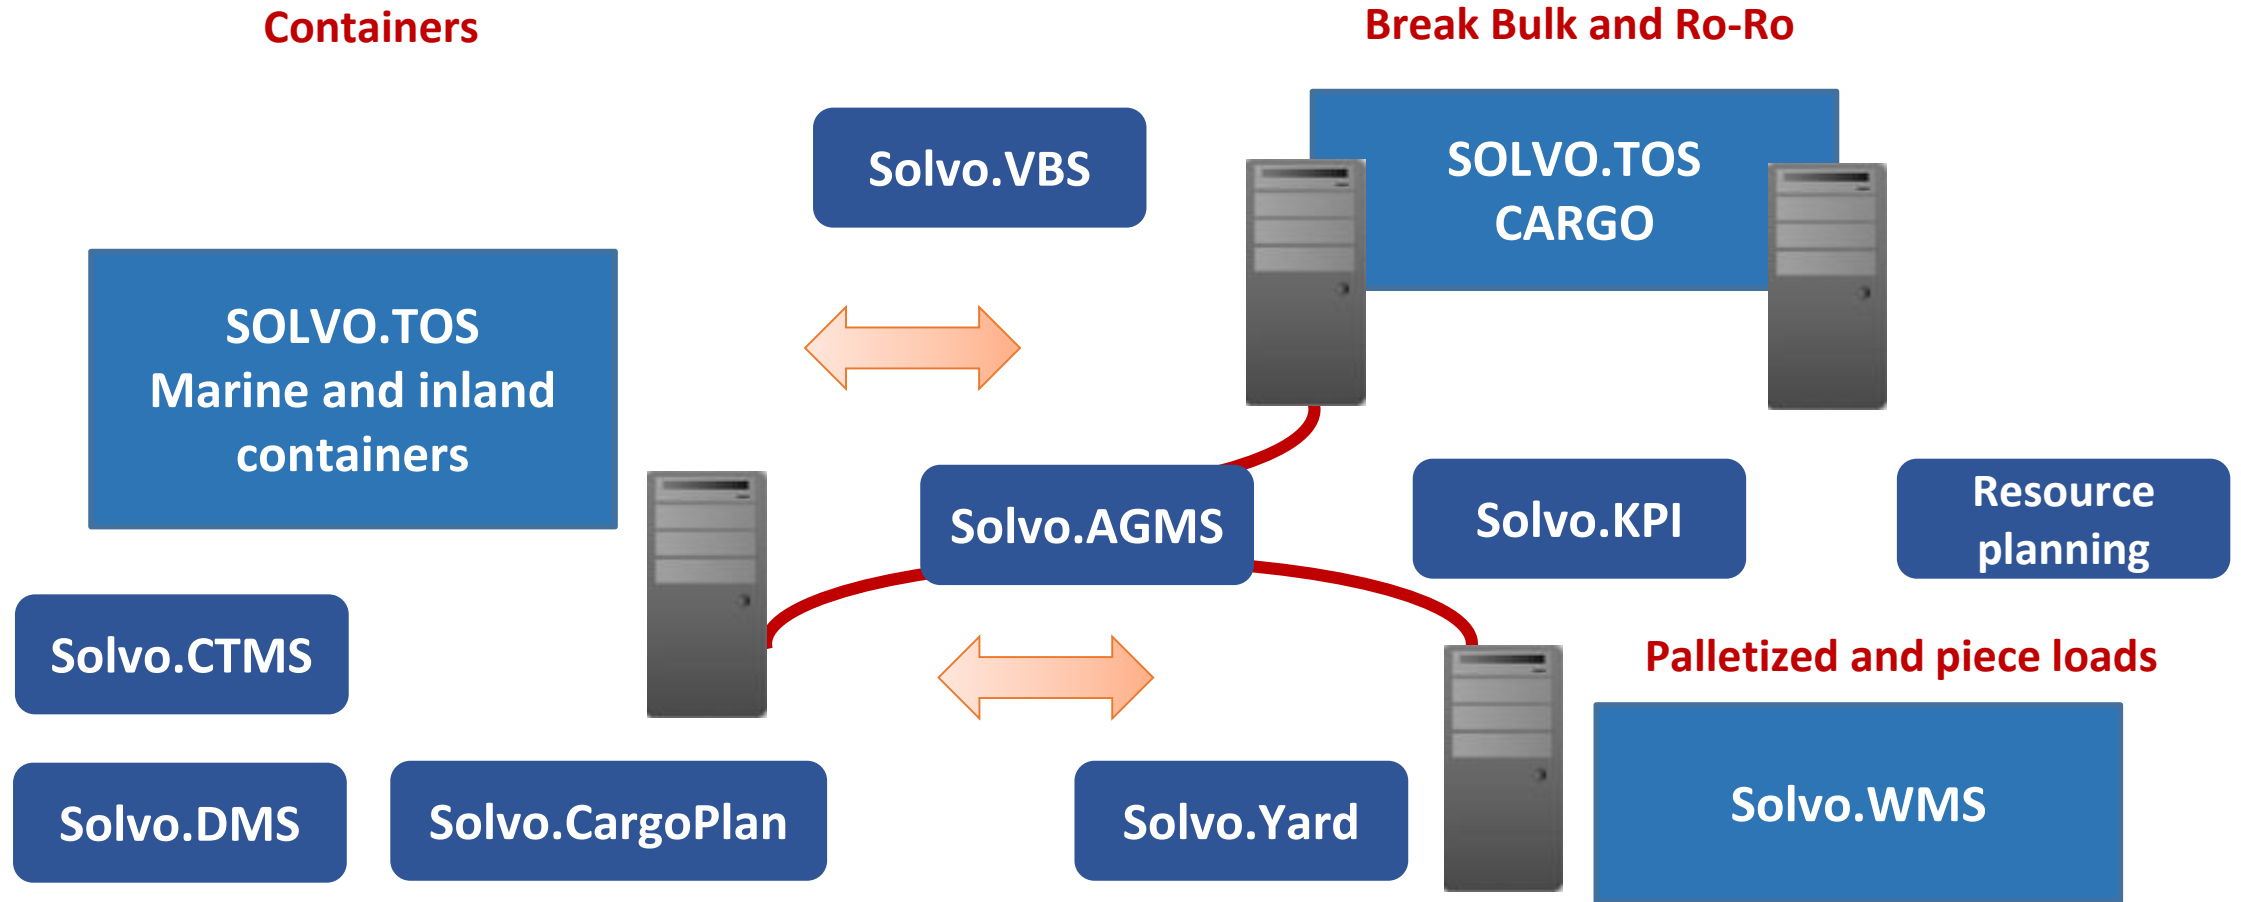 Containers
Break Bulk and Ro-Ro
Solvo.VBS
SOLVO.TOS
CARGO
SOLVO.TOS
Marine and inland
containers
Solvo.AGMS
Solvo.KPI
Resource
planning
Solvo.CTMS
Palletized and piece loads
Solvo.DMS
Solvo.CargoPlan
Solvo.Yard
Solvo.WMS